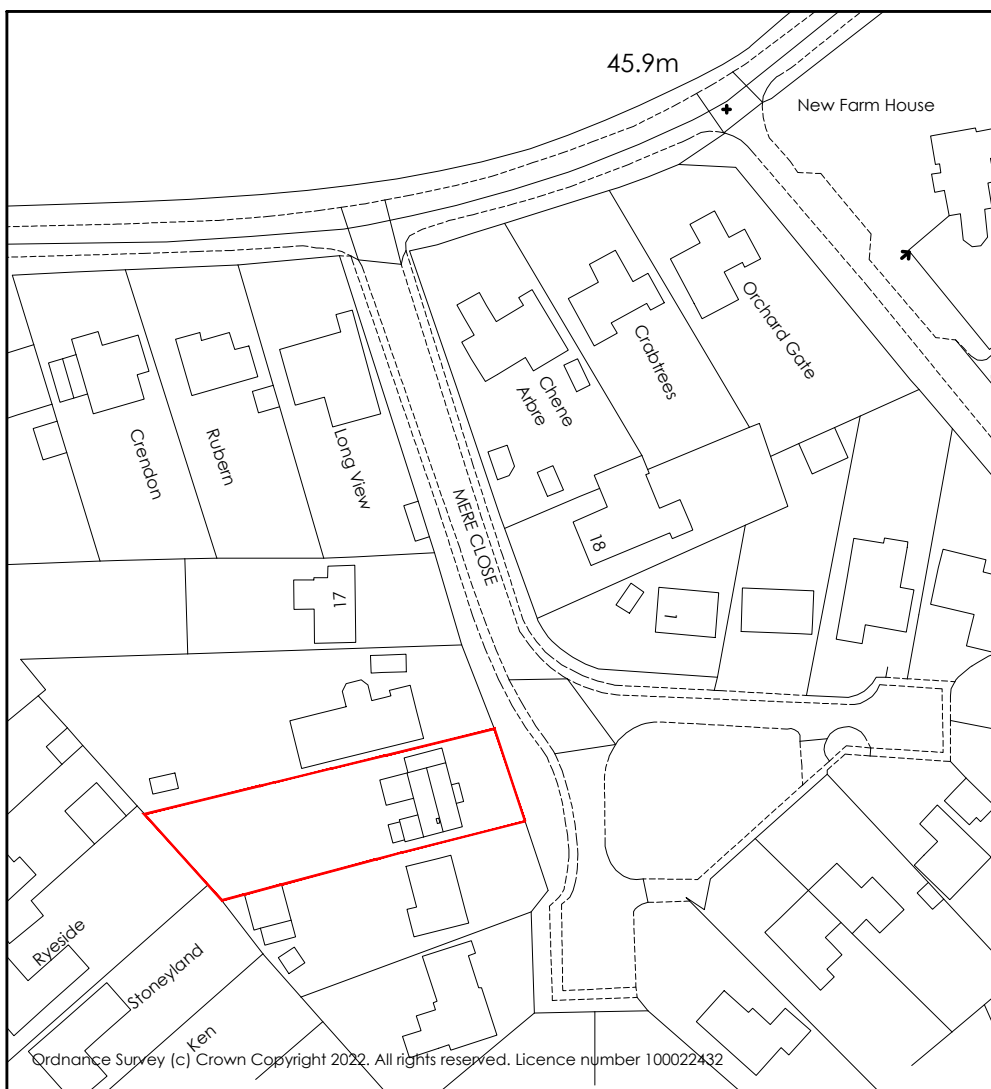 45.9m
New Farm House
Orchard Gate
Crabtrees
Chene
Arbre
Long View
Rubern
Crendon
MERE CLOSE
18
17
1
Ryeside
Stoneyland
Ken
Ordnance Survey (c) Crown Copyright 2022. All rights reserved. Licence number 100022432